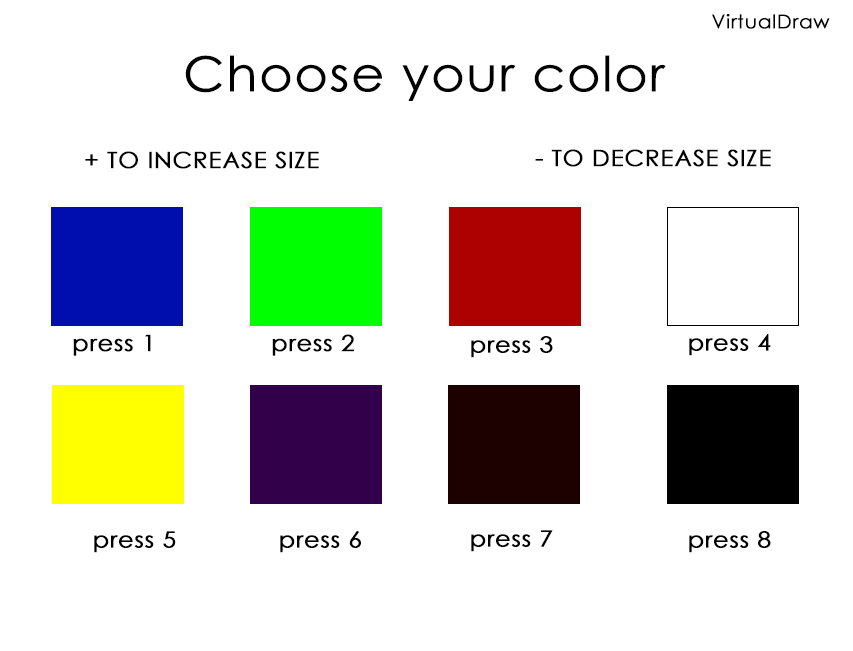 VirtualDraw
Choose your color
+ TO INCREASE SIZE
- TO DECREASE SIZE
press 1
press 2
press 3
press 4
press 5
press 6
press 7
press 8